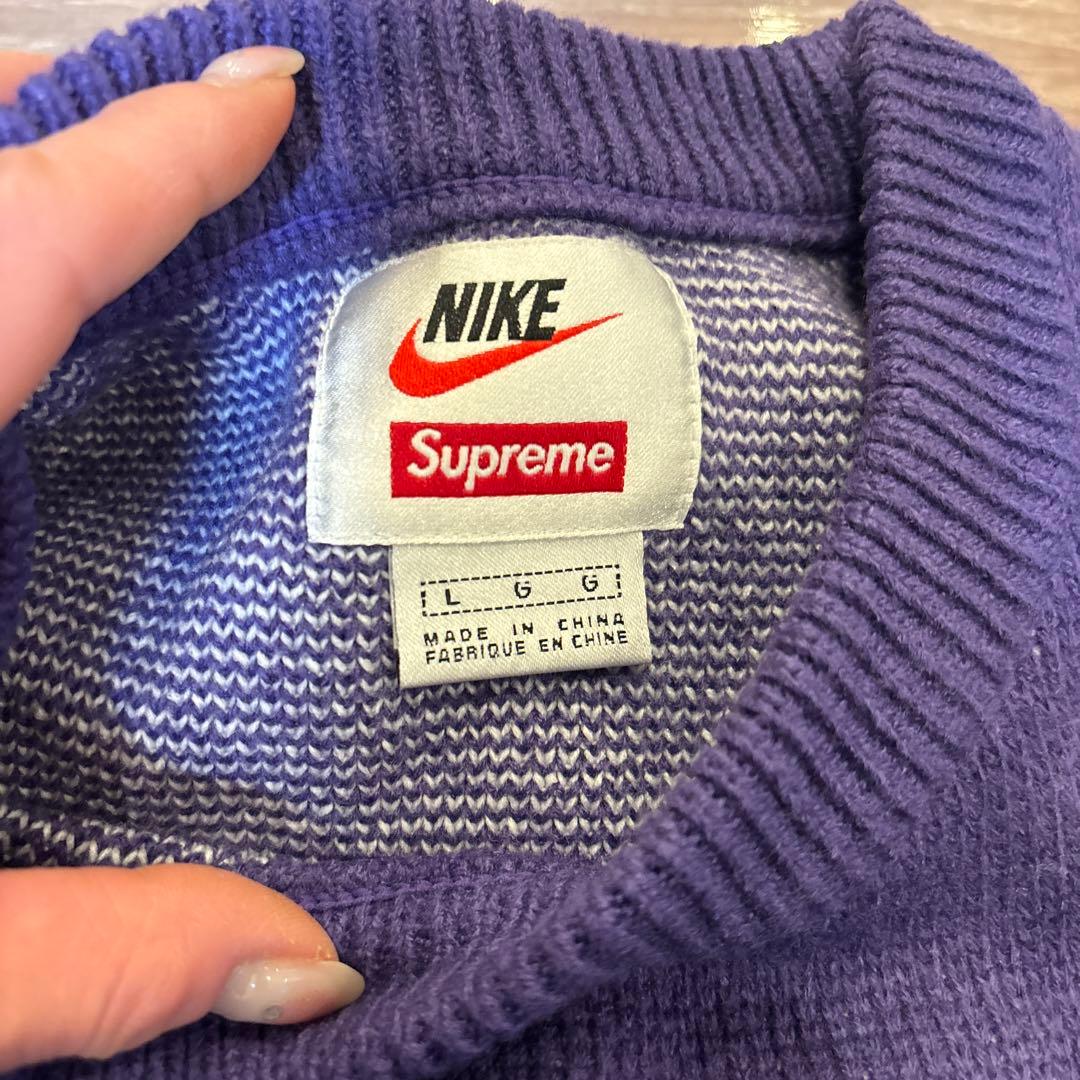 NIKE
Supreme
L G G
MADE IN CHINA
FABRIQUE EN CHINE